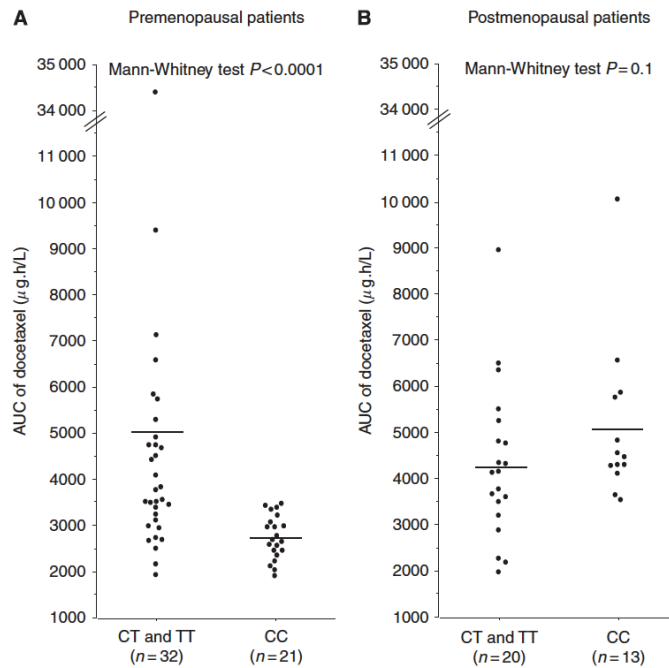 A Premenopausal patients
Mann-Whitney test P<0.0001
AUC of docetaxel (μg.h/L)
35 000
34 000
11 000
10 000
9000
8000
7000
6000
5000
4000
3000
2000
1000
CT and TT CC
(n=32) (n=21)
B Postmenopausal patients
Mann-Whitney test P=0.1
AUC of docetaxel (μg.h/L)
35 000
34 000
11 000
10 000
9000
8000
7000
6000
5000
4000
3000
2000
1000
CT and TT CC
(n=20) (n=13)